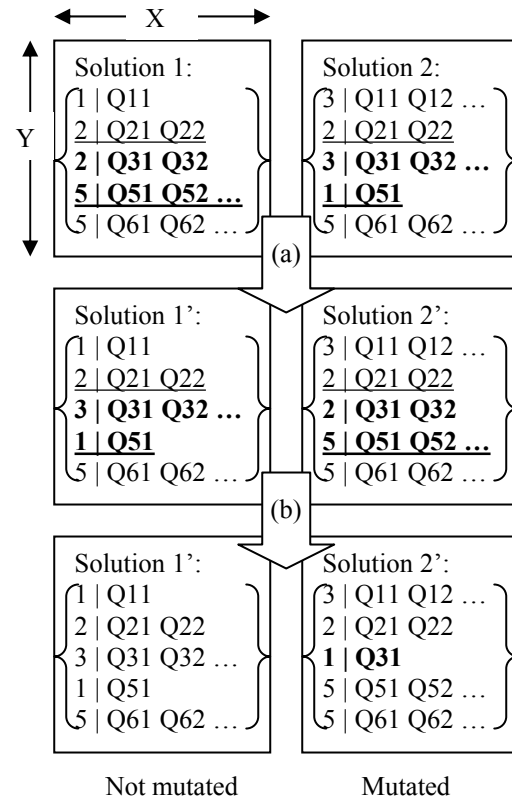 X
Y
Solution 1:
1 | Q11
2 | Q21 Q22
2 | Q31 Q32
5 | Q51 Q52 …
5 | Q61 Q62 …
Solution 2:
3 | Q11 Q12 …
2 | Q21 Q22
3 | Q31 Q32 …
1 | Q51
5 | Q61 Q62 …
(a)
Solution 1’:
1 | Q11
2 | Q21 Q22
3 | Q31 Q32 …
1 | Q51
5 | Q61 Q62 …
Solution 2’:
3 | Q11 Q12 …
2 | Q21 Q22
2 | Q31 Q32
5 | Q51 Q52 …
5 | Q61 Q62 …
(b)
Solution 1’:
1 | Q11
2 | Q21 Q22
3 | Q31 Q32 …
1 | Q51
5 | Q61 Q62 …
Solution 2’:
3 | Q11 Q12 …
2 | Q21 Q22
1 | Q31
5 | Q51 Q52 …
5 | Q61 Q62 …
Not mutated
Mutated